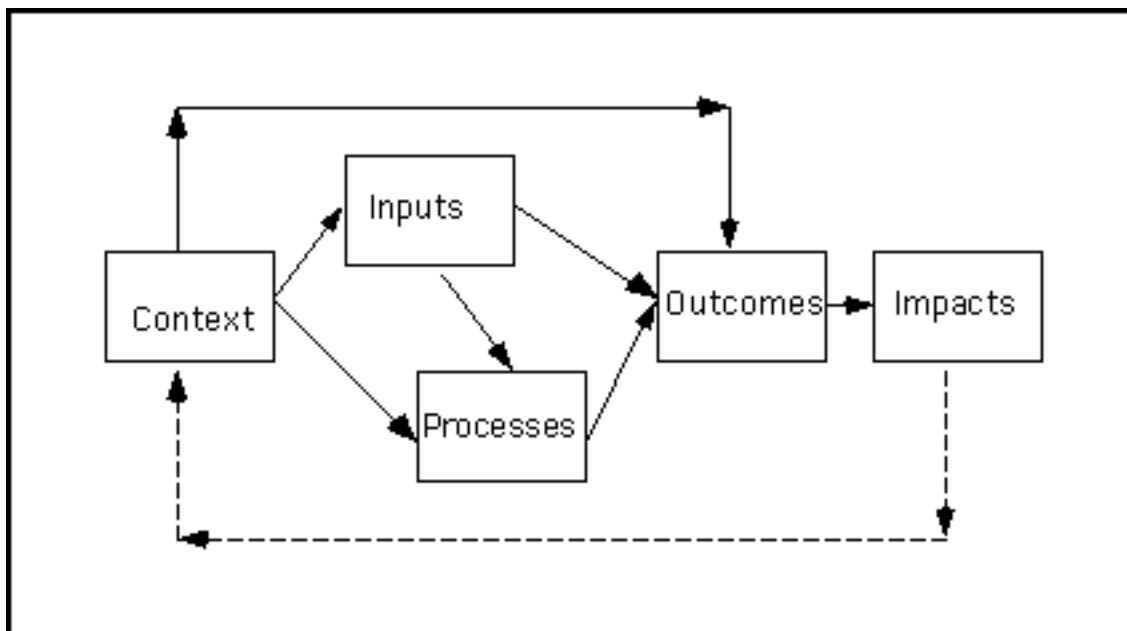 Inputs
Context
Outcomes
Impacts
Processes